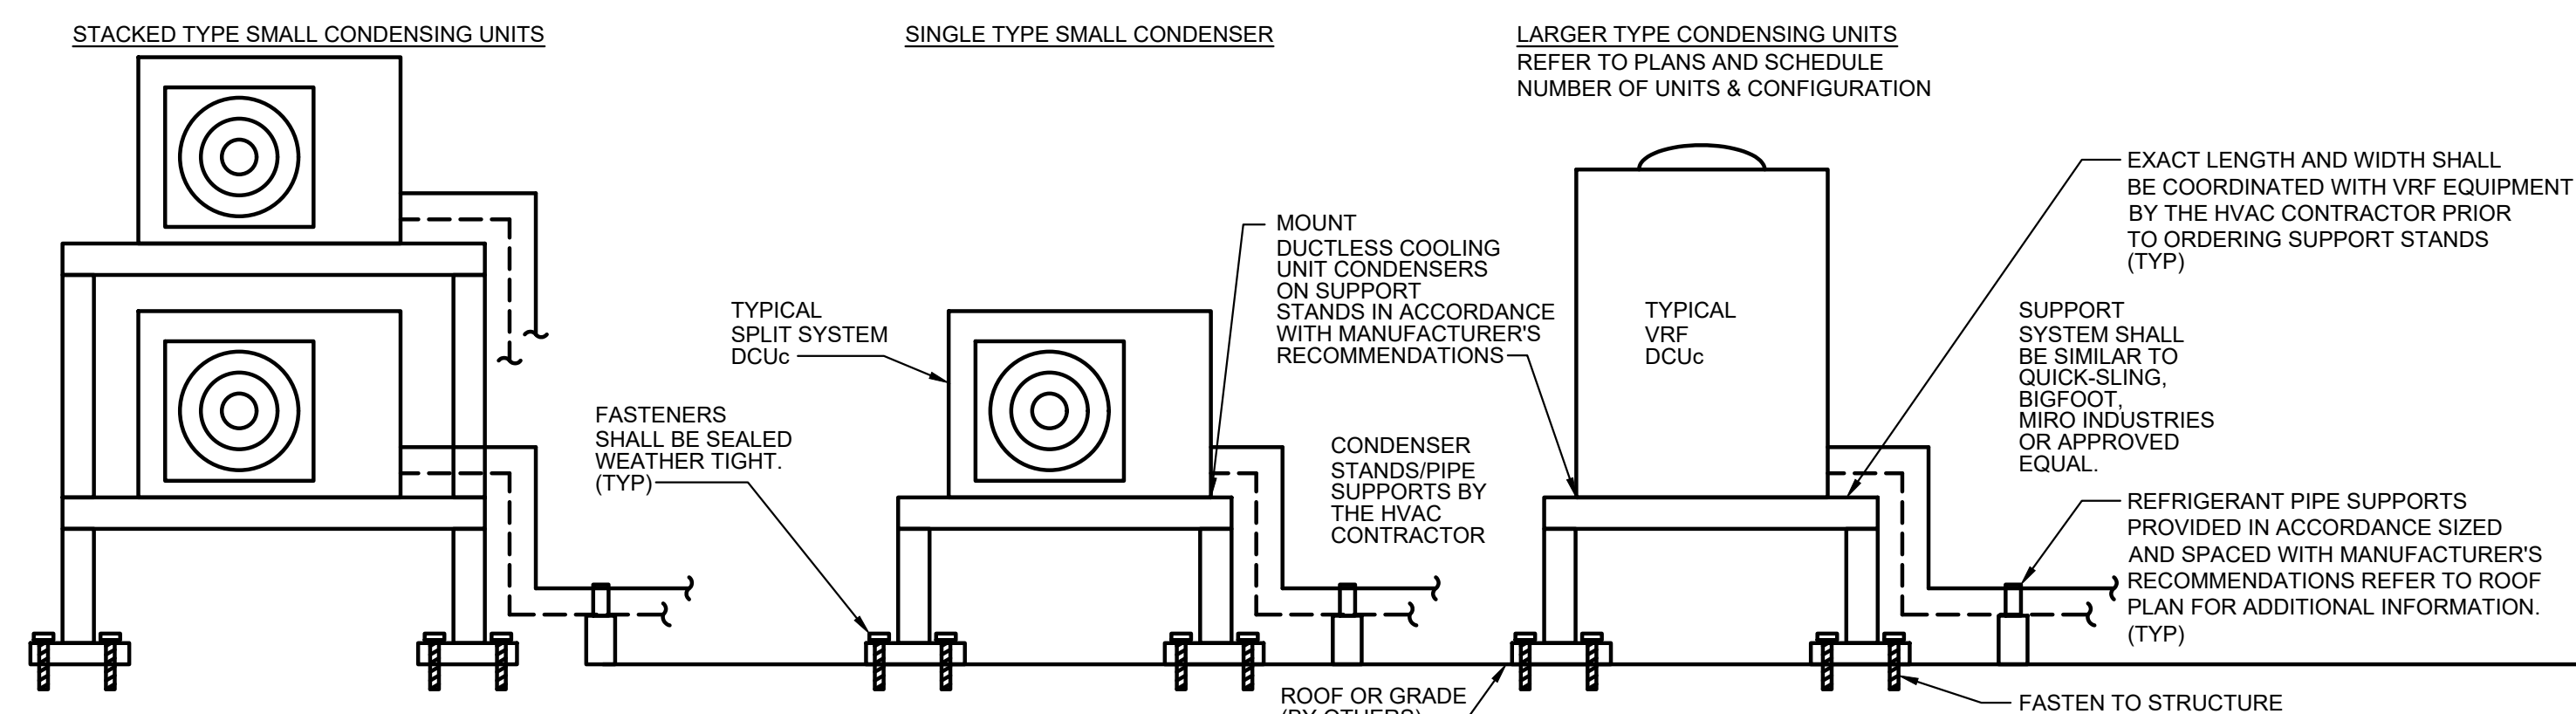 STACKED TYPE SMALL CONDENSING UNITS
SINGLE TYPE SMALL CONDENSER
LARGER TYPE CONDENSING UNITS
REFER TO PLANS AND SCHEDULE
NUMBER OF UNITS & CONFIGURATION
TYPICAL
SPLIT SYSTEM
DCUc
FASTENERS
SHALL BE SEALED
WEATHER TIGHT.
(TYP)
MOUNT
DUCTLESS COOLING
UNIT CONDENSERS
ON SUPPORT
STANDS IN ACCORDANCE
WITH MANUFACTURER'S
RECOMMENDATIONS
CONDENSER
STANDS/PIPE
SUPPORTS BY
THE HVAC
CONTRACTOR
TYPICAL
VRF
DCUc
EXACT LENGTH AND WIDTH SHALL
BE COORDINATED WITH VRF EQUIPMENT
BY THE HVAC CONTRACTOR PRIOR
TO ORDERING SUPPORT STANDS
(TYP)
SUPPORT
SYSTEM SHALL
BE SIMILAR TO
QUICK-SLING,
BIGFOOT,
MIRO INDUSTRIES
OR APPROVED
EQUAL.
REFRIGERANT PIPE SUPPORTS
PROVIDED IN ACCORDANCE SIZED
AND SPACED WITH MANUFACTURER'S
RECOMMENDATIONS REFER TO ROOF
PLAN FOR ADDITIONAL INFORMATION.
(TYP)
ROOF OR GRADE
(BY OTHERS)
FASTEN TO STRUCTURE